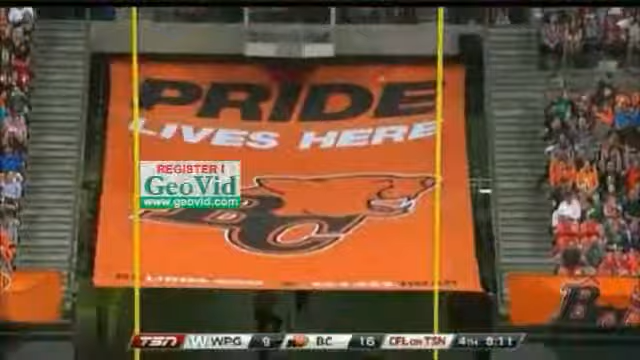 PRIDE
LIVES HERE
REGISTER!
GeoVid
www.geovid.com
BC
TSN W WPG 9 BC 16 CFL ON TSN 4TH 8:11